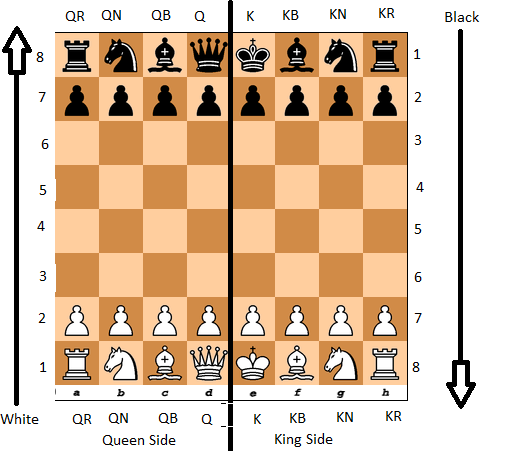 QR QN QB Q K KB KN KR Black
8 1
7 2
6 3
5 4
4 5
3 6
2 7
1 8
a b c d e f g h
White QR QN QB Q K KB KN KR
Queen Side King Side